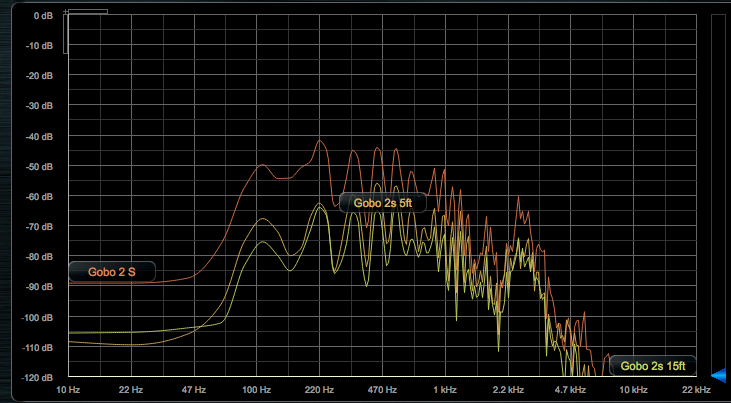 0 dB
-10 dB
-20 dB
-30 dB
-40 dB
-50 dB
-60 dB
Gobo 2s 5ft
-70 dB
-80 dB
Gobo 2 S
-90 dB
-100 dB
-110 dB
Gobo 2s 15ft
-120 dB
10 Hz 22 Hz 47 Hz 100 Hz 220 Hz 470 Hz 1 kHz 2.2 kHz 4.7 kHz 10 kHz 22 kHz